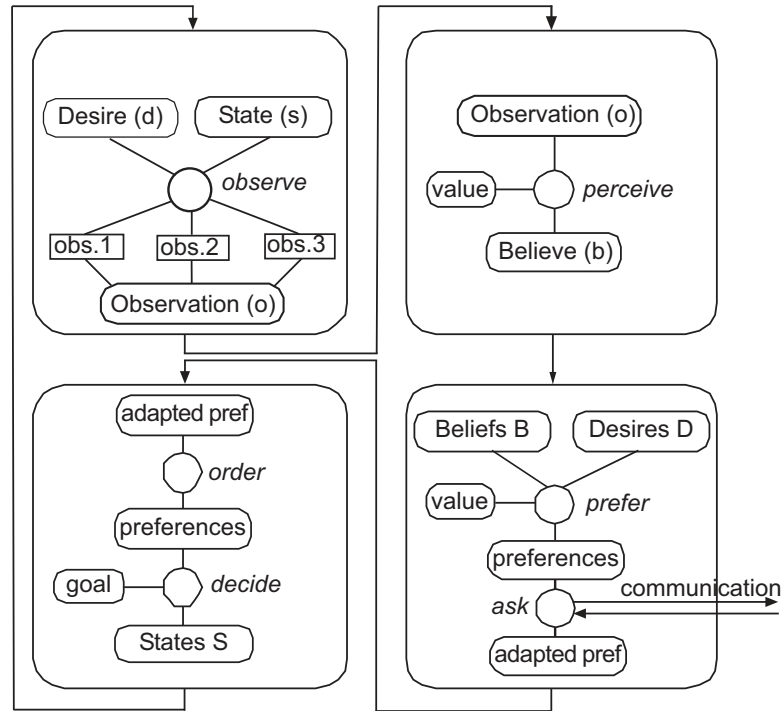 Desire (d)
State (s)
observe
obs.1
obs.2
obs.3
Observation (o)
Observation (o)
value
perceive
Believe (b)
adapted pref
order
preferences
goal
decide
States S
Beliefs B
Desires D
value
prefer
preferences
communication
ask
adapted pref